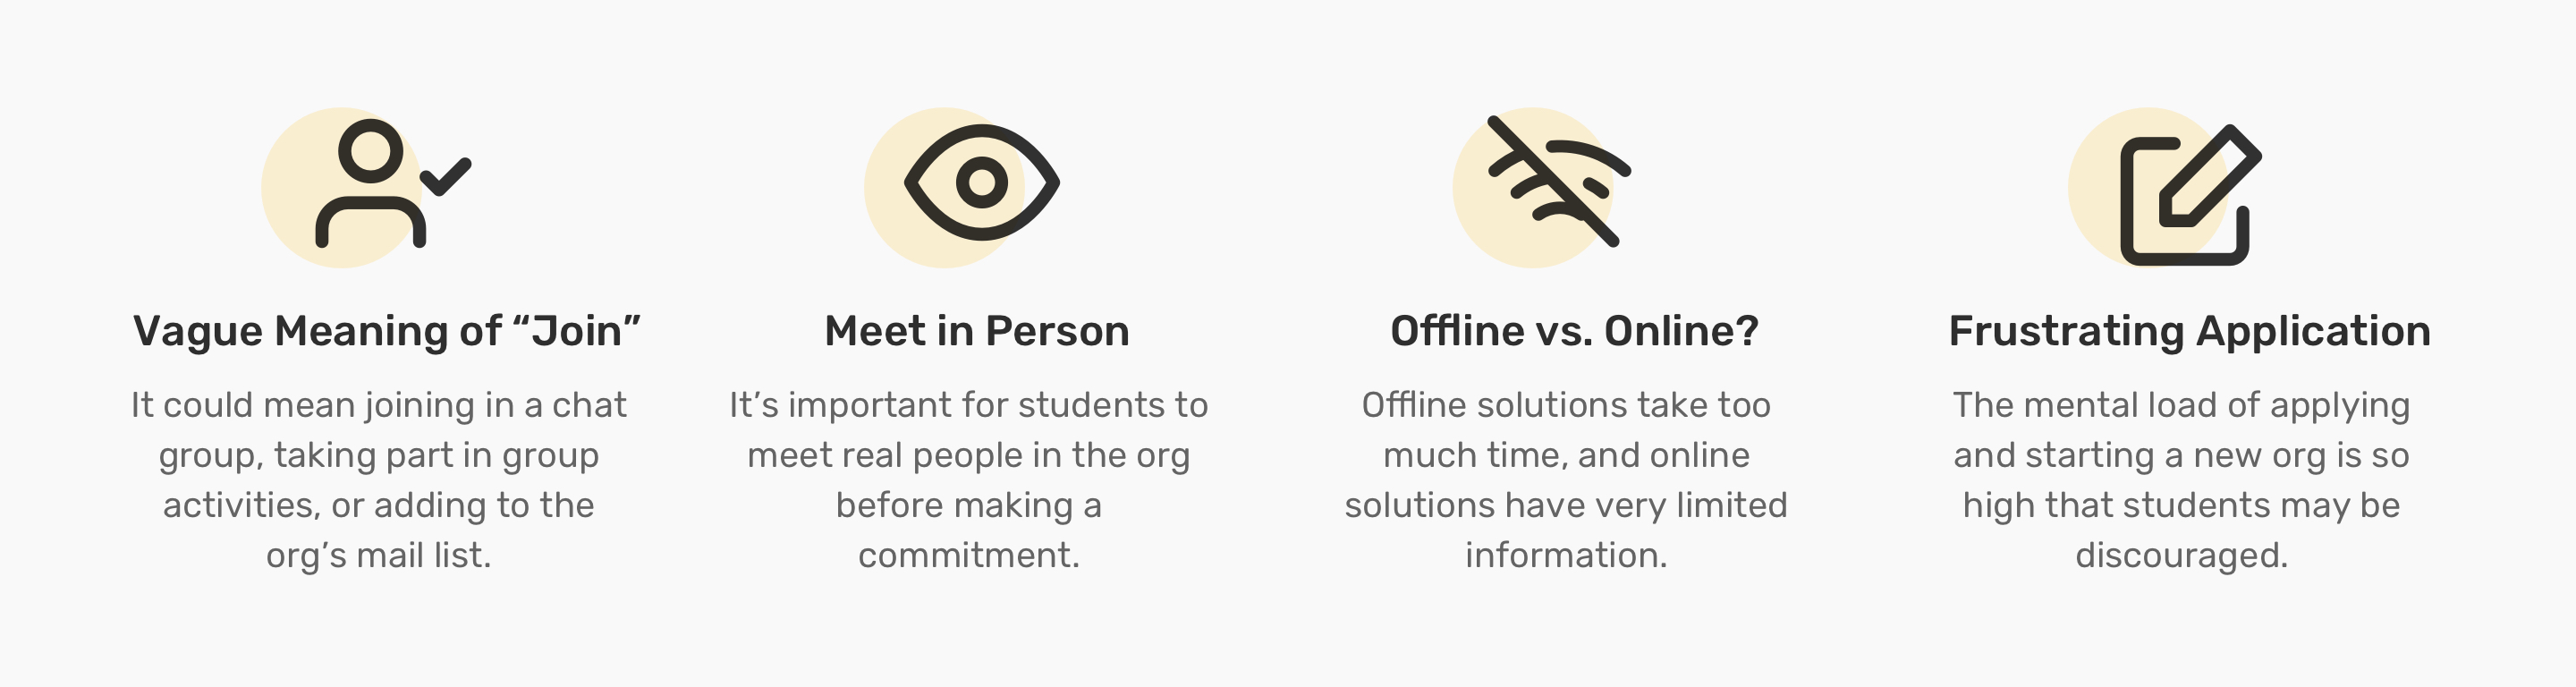 Vague Meaning of “Join”
It could mean joining in a chat
group, taking part in group
activities, or adding to the
org’s mail list.
Meet in Person
It’s important for students to
meet real people in the org
before making a
commitment.
Offline vs. Online?
Offline solutions take too
much time, and online
solutions have very limited
information.
Frustrating Application
The mental load of applying
and starting a new org is so
high that students may be
discouraged.